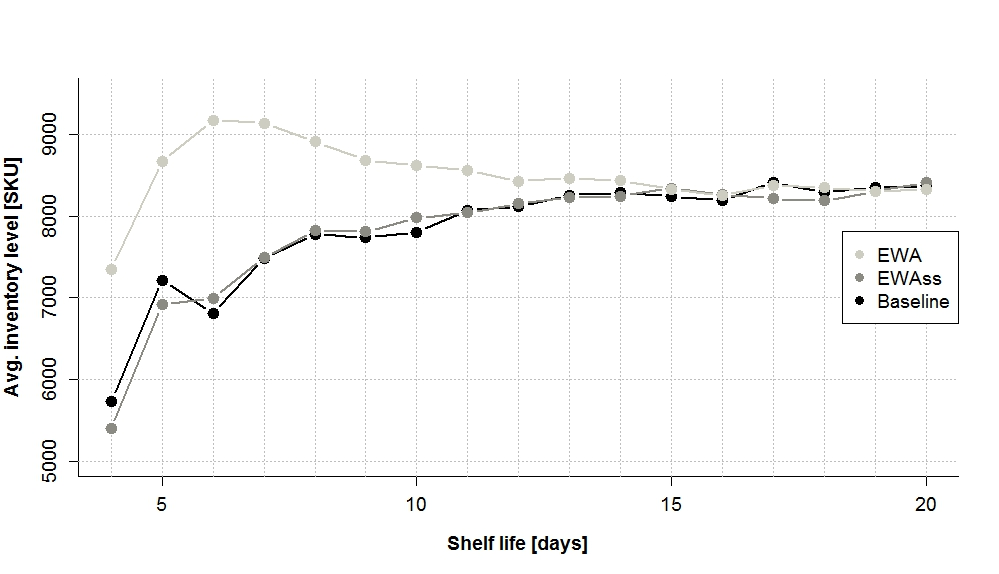 9000
8000
7000
6000
5000
Avg. inventory level [SKU]
EWA
EWAss
Baseline
5 10 15 20
Shelf life [days]